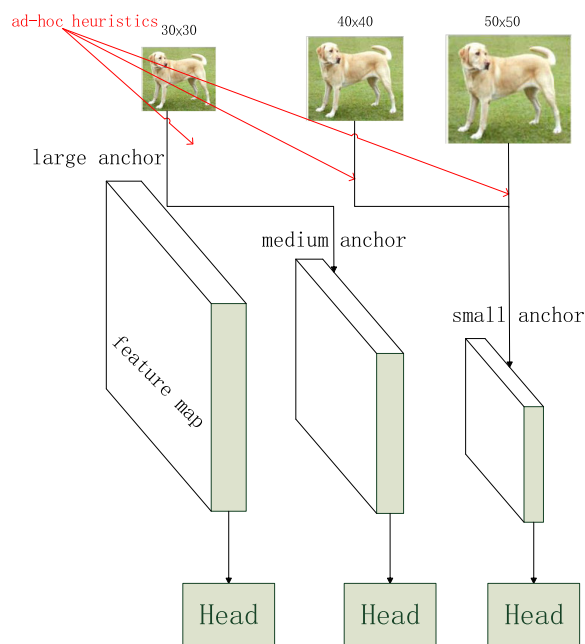 ad-hoc heuristics
30x30
40x40
50x50
large anchor
medium anchor
small anchor
feature map
Head
Head
Head